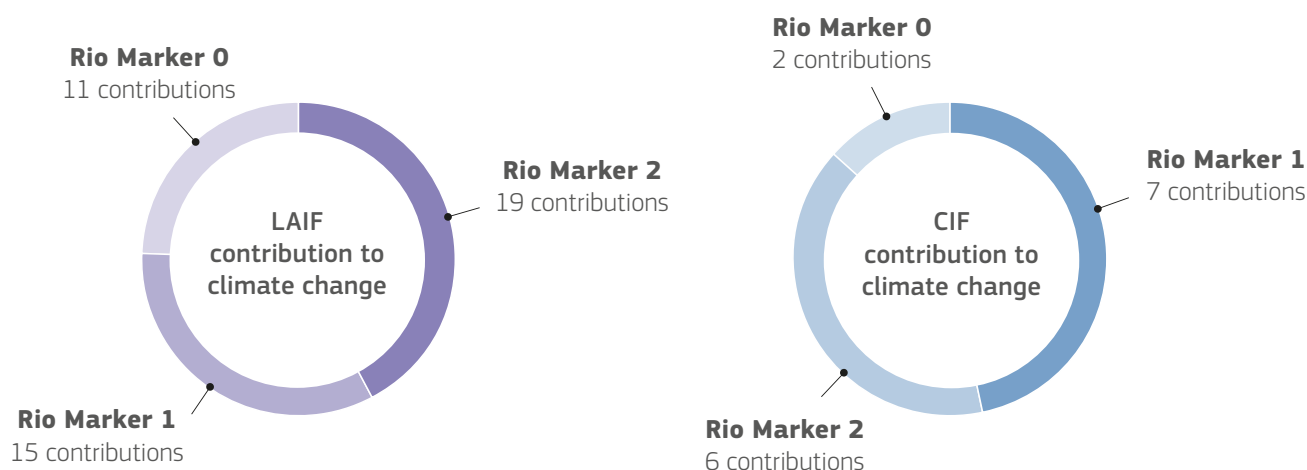 Rio Marker 0
11 contributions
Rio Marker 2
19 contributions
LAIF
contribution to
climate change
Rio Marker 1
15 contributions
Rio Marker 0
2 contributions
Rio Marker 1
7 contributions
CIF
contribution to
climate change
Rio Marker 2
6 contributions